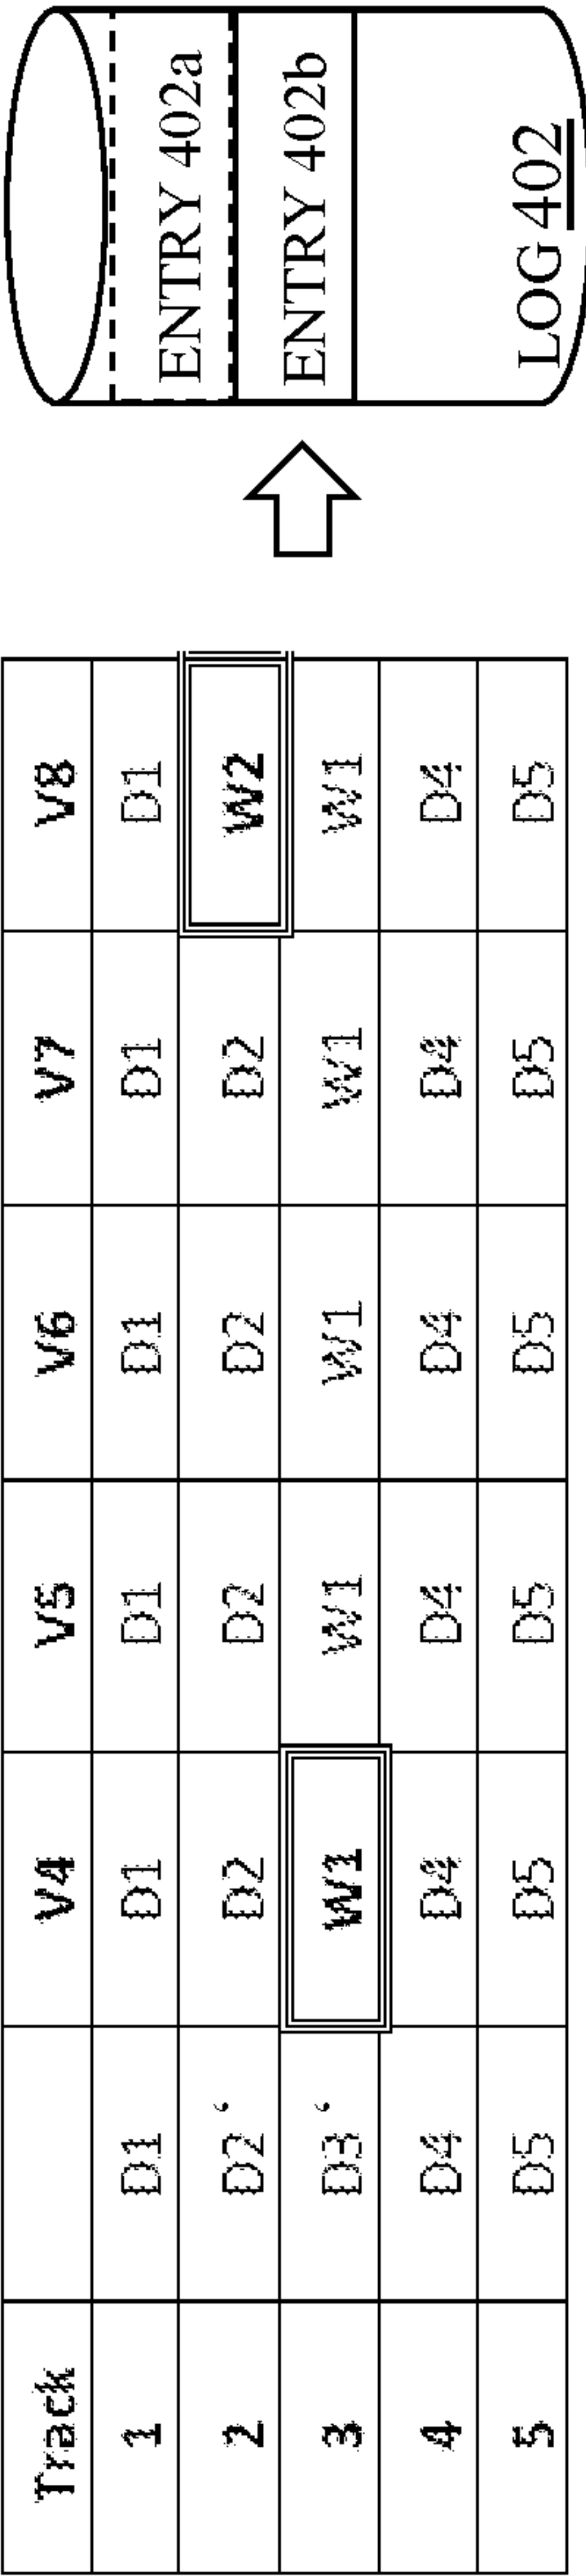 Track V4 V5 V6 V7 V8
1 D1 D1 D1 D1 D1 D1
2 D2‘ D2 D2 D2 D2 W2
3 D3‘ W1 W1 W1 W1 W1
4 D4 D4 D4 D4 D4 D4
5 D5 D5 D5 D5 D5 D5
ENTRY 402a
ENTRY 402b
LOG 402